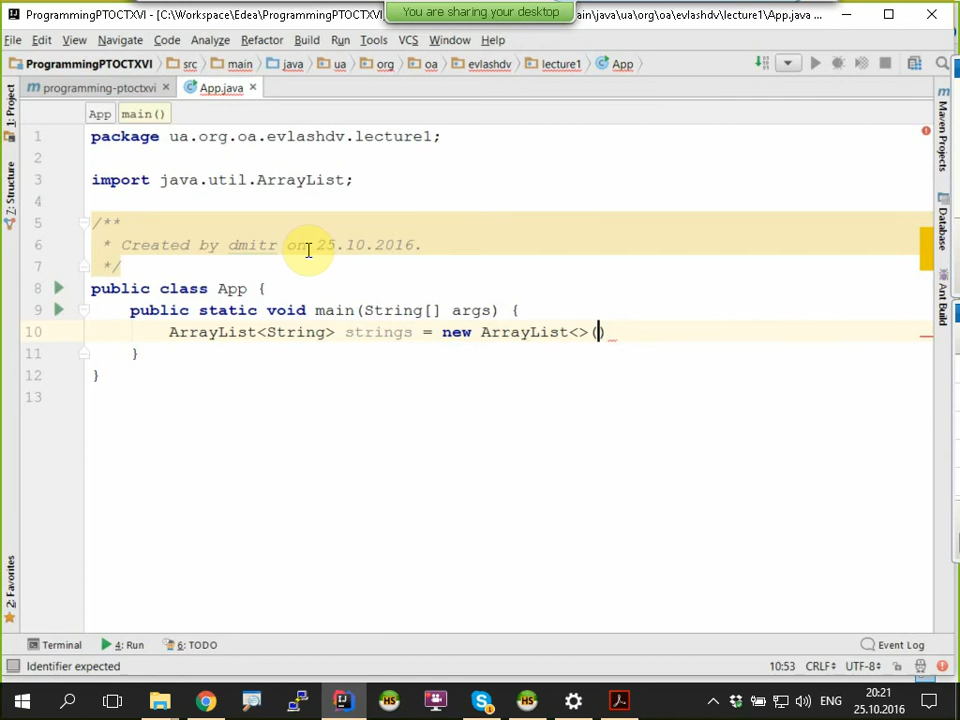 You are sharing your desktop
ProgrammingPTOCTXVI - [C:\Workspace\Edea\ProgrammingPTOCTXVI
ain\java\ua\org\oa\evlashdv\lecture1\App.java ...
File Edit View Navigate Code Analyze Refactor Build Run Tools VCS Window Help
ProgrammingPTOCTXVI src main java ua org oa evlashdv lecture1 App
programming-ptoctxvi App.java
App main()
1 package ua.org.oa.evlashdv.lecture1;
2
3 import java.util.ArrayList;
4
5 /**
6 * Created by dmitr on 25.10.2016.
7 */
8 public class App {
9 public static void main(String[] args) {
10 ArrayList<String> strings = new ArrayList<>()
11 }
12 }
13
1: Project
7: Structure
2: Favorites
Maven Projects
Database
Ant Build
Terminal 4: Run 6: TODO Event Log
Identifier expected 10:53 CRLF UTF-8
ENG 20:21
25.10.2016